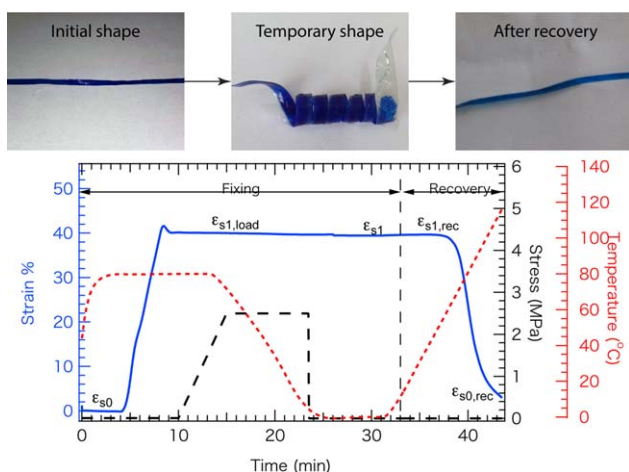 Initial shape
Temporary shape
After recovery
Fixing
Recovery
εs0
εs1,load
εs1
εs1,rec
εs0,rec
Strain %
0
10
20
30
40
50
Stress (MPa)
0
1
2
3
4
5
6
Temperature (°C)
0
20
40
60
80
100
120
140
0
10
20
30
40
Time (min)